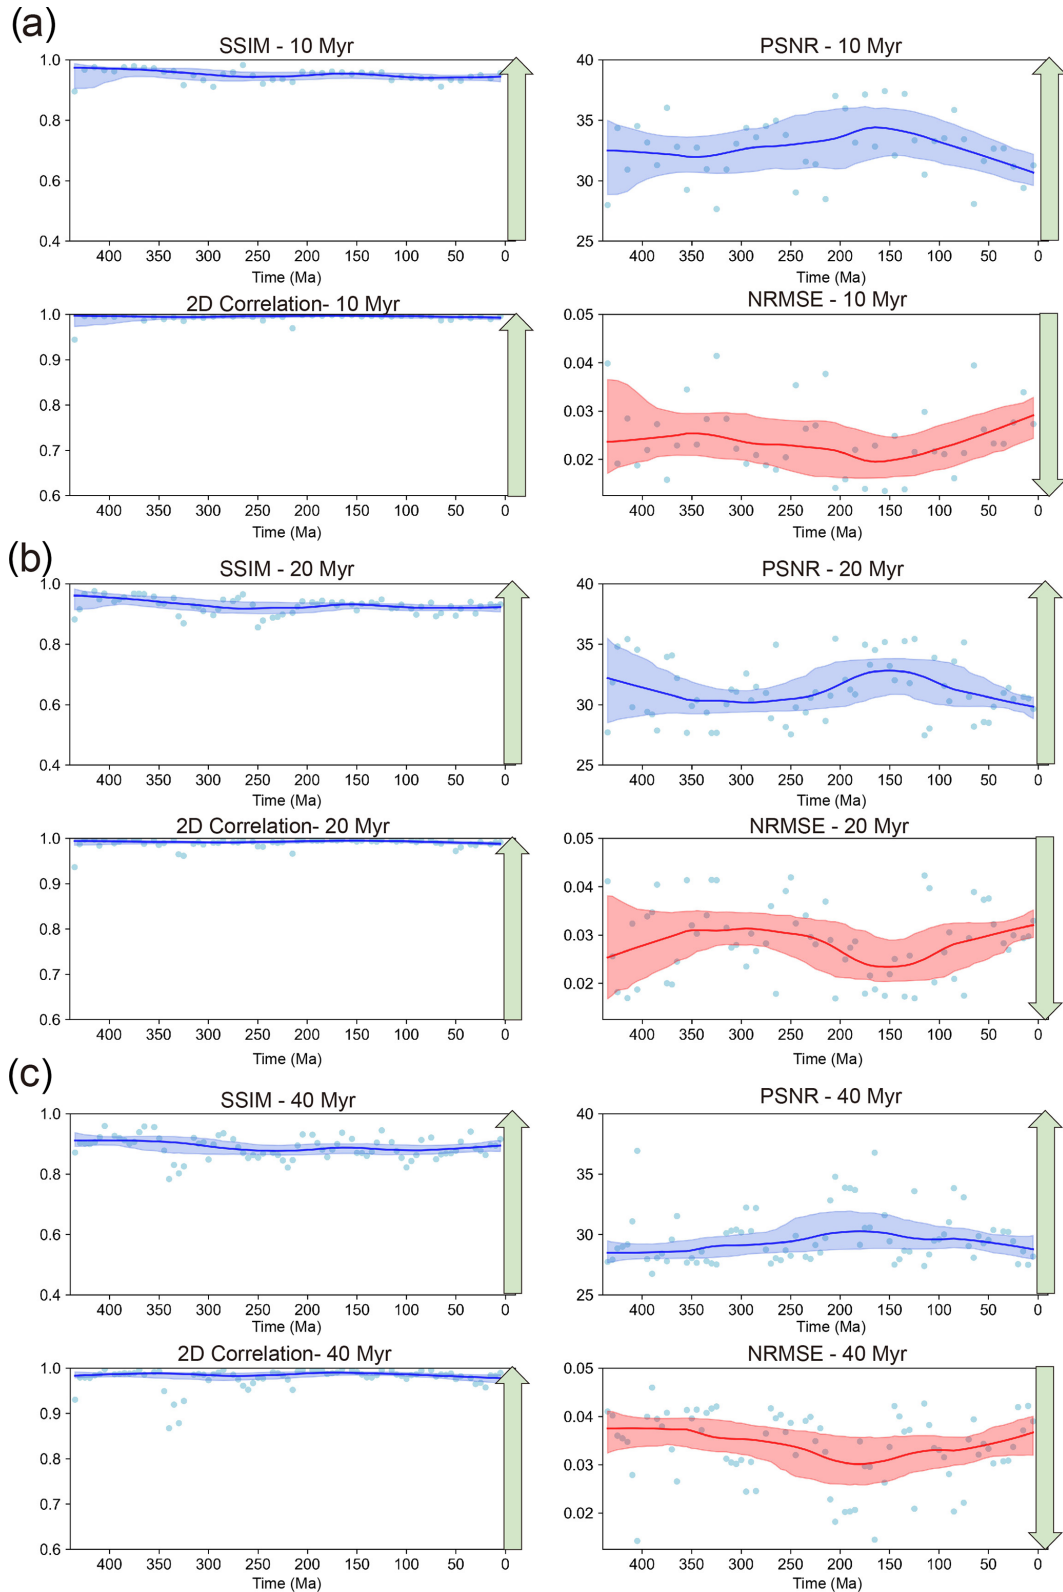 (a)
SSIM - 10 Myr
1.0
0.8
0.6
0.4
400 350 300 250 200 150 100 50 0
Time (Ma)
PSNR - 10 Myr
40
35
30
25
400 350 300 250 200 150 100 50 0
Time (Ma)
2D Correlation- 10 Myr
1.0
0.9
0.8
0.7
0.6
400 350 300 250 200 150 100 50 0
Time (Ma)
NRMSE - 10 Myr
0.05
0.04
0.03
0.02
400 350 300 250 200 150 100 50 0
Time (Ma)
(b)
SSIM - 20 Myr
1.0
0.8
0.6
0.4
400 350 300 250 200 150 100 50 0
Time (Ma)
PSNR - 20 Myr
40
35
30
25
400 350 300 250 200 150 100 50 0
Time (Ma)
2D Correlation- 20 Myr
1.0
0.9
0.8
0.7
0.6
400 350 300 250 200 150 100 50 0
Time (Ma)
NRMSE - 20 Myr
0.05
0.04
0.03
0.02
400 350 300 250 200 150 100 50 0
Time (Ma)
(c)
SSIM - 40 Myr
1.0
0.8
0.6
0.4
400 350 300 250 200 150 100 50 0
Time (Ma)
PSNR - 40 Myr
40
35
30
25
400 350 300 250 200 150 100 50 0
Time (Ma)
2D Correlation- 40 Myr
1.0
0.9
0.8
0.7
0.6
400 350 300 250 200 150 100 50 0
Time (Ma)
NRMSE - 40 Myr
0.05
0.04
0.03
0.02
400 350 300 250 200 150 100 50 0
Time (Ma)